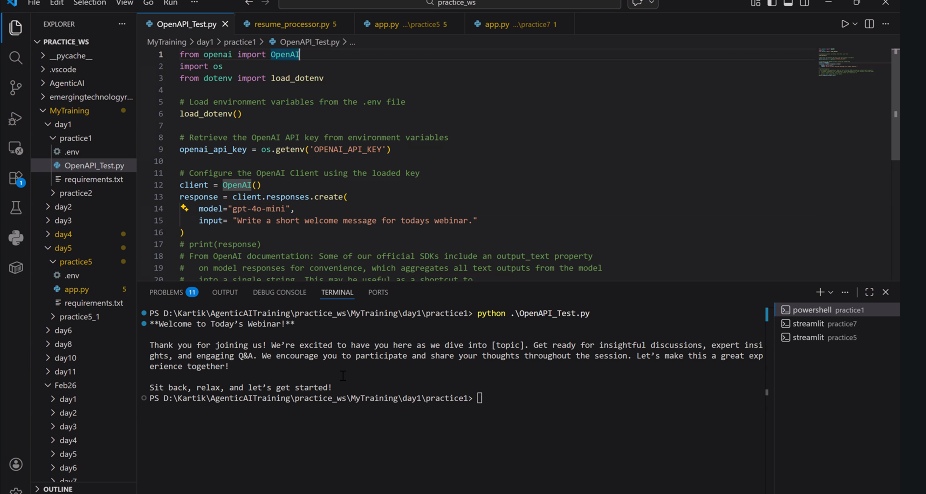 File Edit Selection View Go Run ... practice_ws
EXPLORER ...
PRACTICE_WS
__pycache__
.vscode
AgenticAI
emergingtechnologyr...
MyTraining
day1
practice1
.env
OpenAPI_Test.py
requirements.txt
practice2
day2
day3
day4
day5
practice5
.env
app.py 5
requirements.txt
practice5_1
day6
day8
day10
day11
Feb26
day1
day2
day3
day4
day5
day6
OUTLINE
1
OpenAPI_Test.py resume_processor.py 5 app.py ...\practice5 5 app.py ...\practice7 1
MyTraining > day1 > practice1 > OpenAPI_Test.py > ...
1 from openai import OpenAI
2 import os
3 from dotenv import load_dotenv
4
5 # Load environment variables from the .env file
6 load_dotenv()
7
8 # Retrieve the OpenAI API key from environment variables
9 openai_api_key = os.getenv('OPENAI_API_KEY')
10
11 # Configure the OpenAI Client using the loaded key
12 client = OpenAI()
13 response = client.responses.create(
14 model="gpt-4o-mini",
15 input= "Write a short welcome message for todays webinar."
16 )
17 # print(response)
18 # From OpenAI documentation: Some of our official SDKs include an output_text property
19 # on model responses for convenience, which aggregates all text outputs from the model
20 # into a single string. This may be useful as a shortcut to
PROBLEMS 11 OUTPUT DEBUG CONSOLE TERMINAL PORTS
PS D:\Kartik\AgenticAITraining\practice_ws\MyTraining\day1\practice1> python .\OpenAPI_Test.py
**Welcome to Today's Webinar!**
Thank you for joining us! We're excited to have you here as we dive into [topic]. Get ready for insightful discussions, expert insi
ghts, and engaging Q&A. We encourage you to participate and share your thoughts throughout the session. Let's make this a great exp
erience together!
Sit back, relax, and let's get started!
PS D:\Kartik\AgenticAITraining\practice_ws\MyTraining\day1\practice1>
powershell practice1
streamlit practice7
streamlit practice5